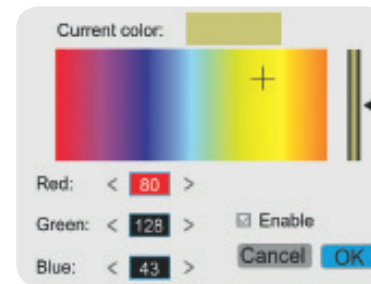 Current color:
Red: < 80 >
Green: < 128 >
Enable
Blue: < 43 >
Cancel OK